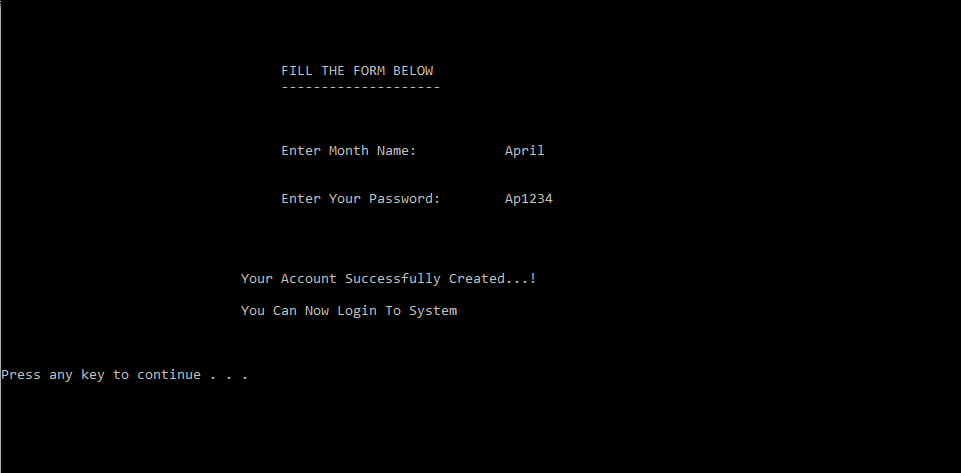 FILL THE FORM BELOW
--------------------
Enter Month Name: April
Enter Your Password: Ap1234
Your Account Successfully Created...!
You Can Now Login To System
Press any key to continue . . .